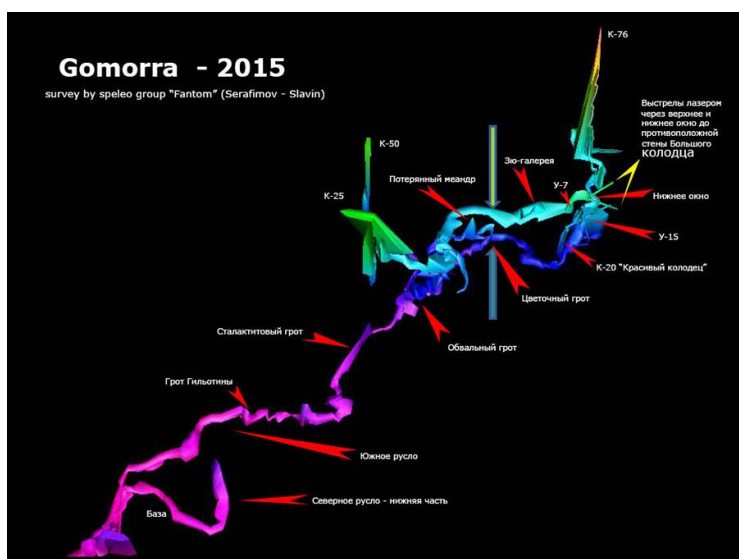 Gomorra - 2015
survey by speleo group "Fantom" (Serafimov - Slavin)
К-76
Выстрелы лазером
через верхнее и
нижнее окно до
противоположной
стены Большого
колодца
К-50
Зю-галерея
Потерянный меандр
К-25
У-7
Нижнее окно
У-15
К-20 "Красивый колодец"
Цветочный грот
Сталактитовый грот
Обвальный грот
Грот Гильотины
Южное русло
Северное русло - нижняя часть
База